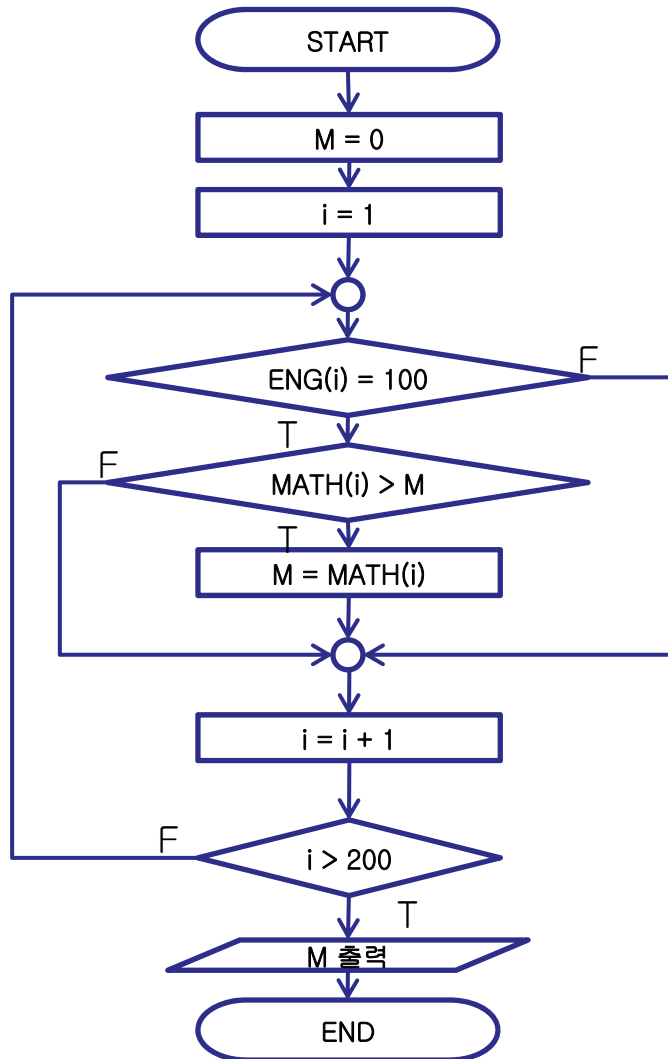 START
M = 0
i = 1
ENG(i) = 100
F
T
F
MATH(i) > M
T
M = MATH(i)
i = i + 1
F
i > 200
T
M 출력
END